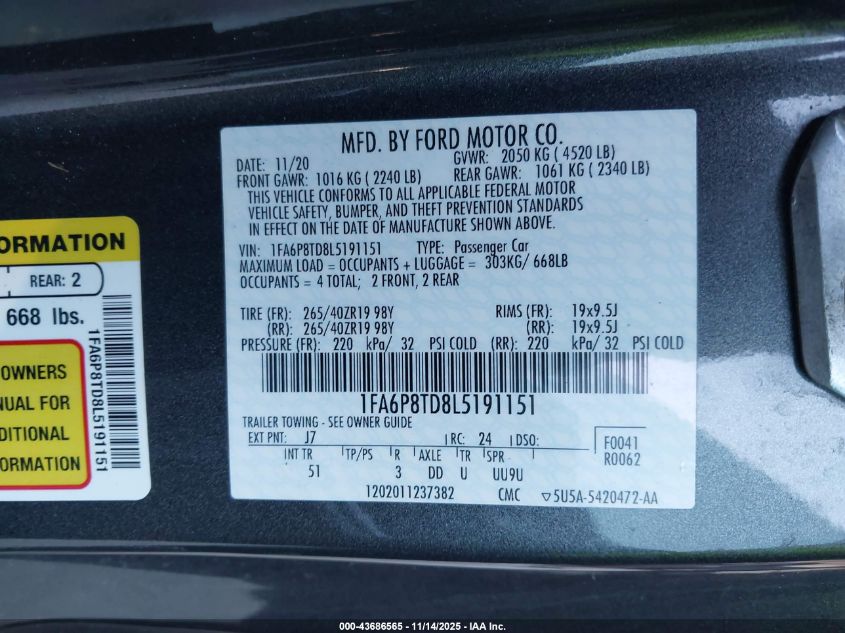 MFD. BY FORD MOTOR CO.
DATE: 11/20
GVWR: 2050 KG ( 4520 LB)
FRONT GAWR: 1016 KG ( 2240 LB)
REAR GAWR: 1061 KG ( 2340 LB)
THIS VEHICLE CONFORMS TO ALL APPLICABLE FEDERAL MOTOR
VEHICLE SAFETY, BUMPER, AND THEFT PREVENTION STANDARDS
IN EFFECT ON THE DATE OF MANUFACTURE SHOWN ABOVE.
VIN: 1FA6P8TD8L5191151 TYPE: Passenger Car
MAXIMUM LOAD = OCCUPANTS + LUGGAGE = 303KG/ 668LB
OCCUPANTS = 4 TOTAL; 2 FRONT, 2 REAR
TIRE (FR): 265/40ZR19 98Y RIMS (FR): 19x9.5J
(RR): 265/40ZR19 98Y (RR): 19x9.5J
PRESSURE (FR): 220 kPa/ 32 PSI COLD (RR): 220 kPa/ 32 PSI COLD
1FA6P8TD8L5191151
TRAILER TOWING - SEE OWNER GUIDE
EXT PNT: J7 RC: 24 DSO:
F0041
R0062
INT TR TP/PS R AXLE TR SPR
51 3 DD U UU9U
1202011237382 CMC ▽5U5A-5420472-AA
ORMATION
REAR: 2
668 lbs.
OWNERS
NUAL FOR
DITIONAL
ORMATION
1FA6P8TD8L5191151
000-43686565 - 11/14/2025 - IAA Inc.